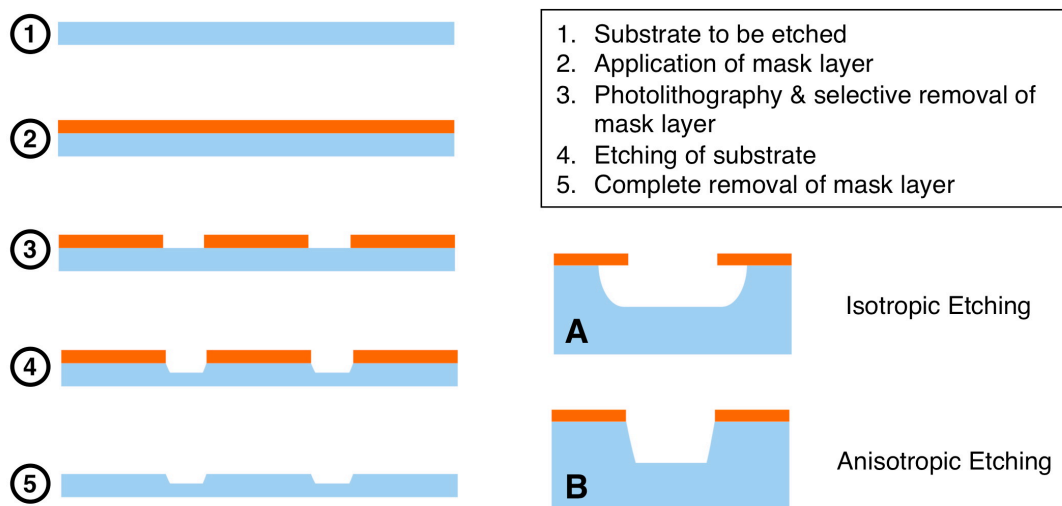 1
2
3
4
5
1. Substrate to be etched
2. Application of mask layer
3. Photolithography & selective removal of
mask layer
4. Etching of substrate
5. Complete removal of mask layer
A
Isotropic Etching
B
Anisotropic Etching